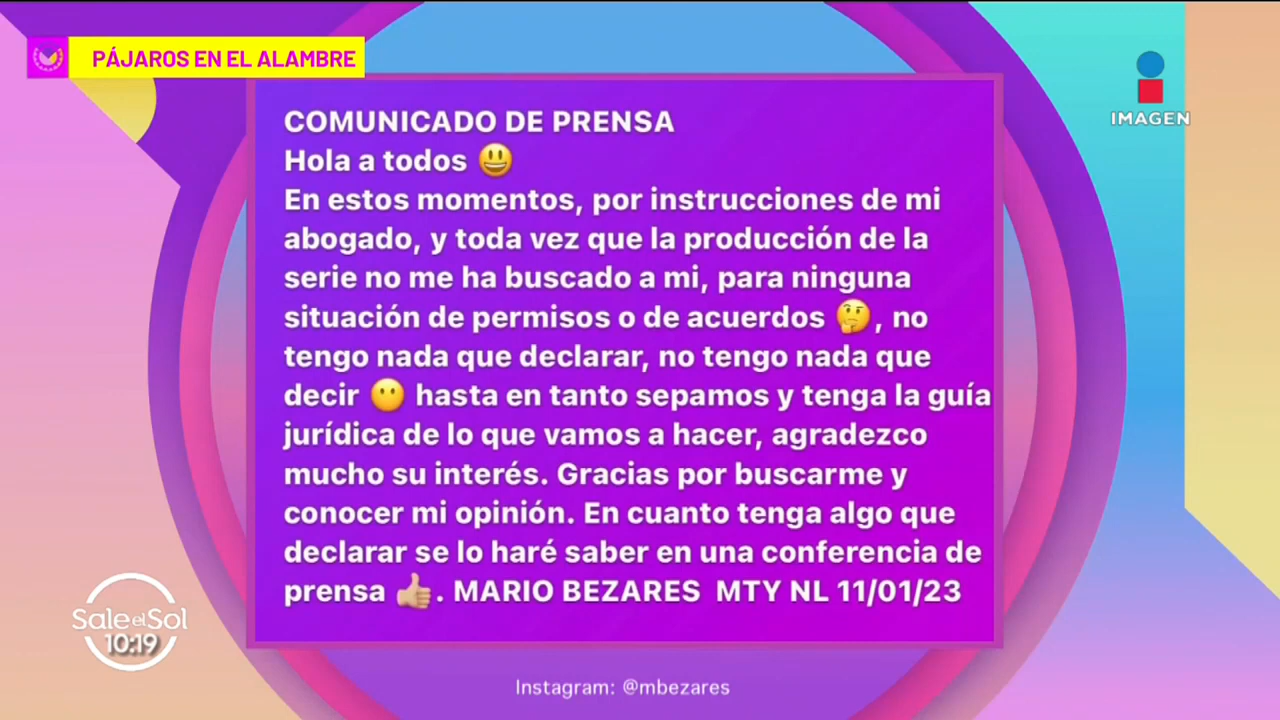 PÁJAROS EN EL ALAMBRE
IMAGEN
COMUNICADO DE PRENSA
Hola a todos 😃
En estos momentos, por instrucciones de mi
abogado, y toda vez que la producción de la
serie no me ha buscado a mi, para ninguna
situación de permisos o de acuerdos 🤔, no
tengo nada que declarar, no tengo nada que
decir 😶 hasta en tanto sepamos y tenga la guía
jurídica de lo que vamos a hacer, agradezco
mucho su interés. Gracias por buscarme y
conocer mi opinión. En cuanto tenga algo que
declarar se lo haré saber en una conferencia de
prensa 👍🏼. MARIO BEZARES MTY NL 11/01/23
Sale el Sol
10:19
Instagram: @mbezares